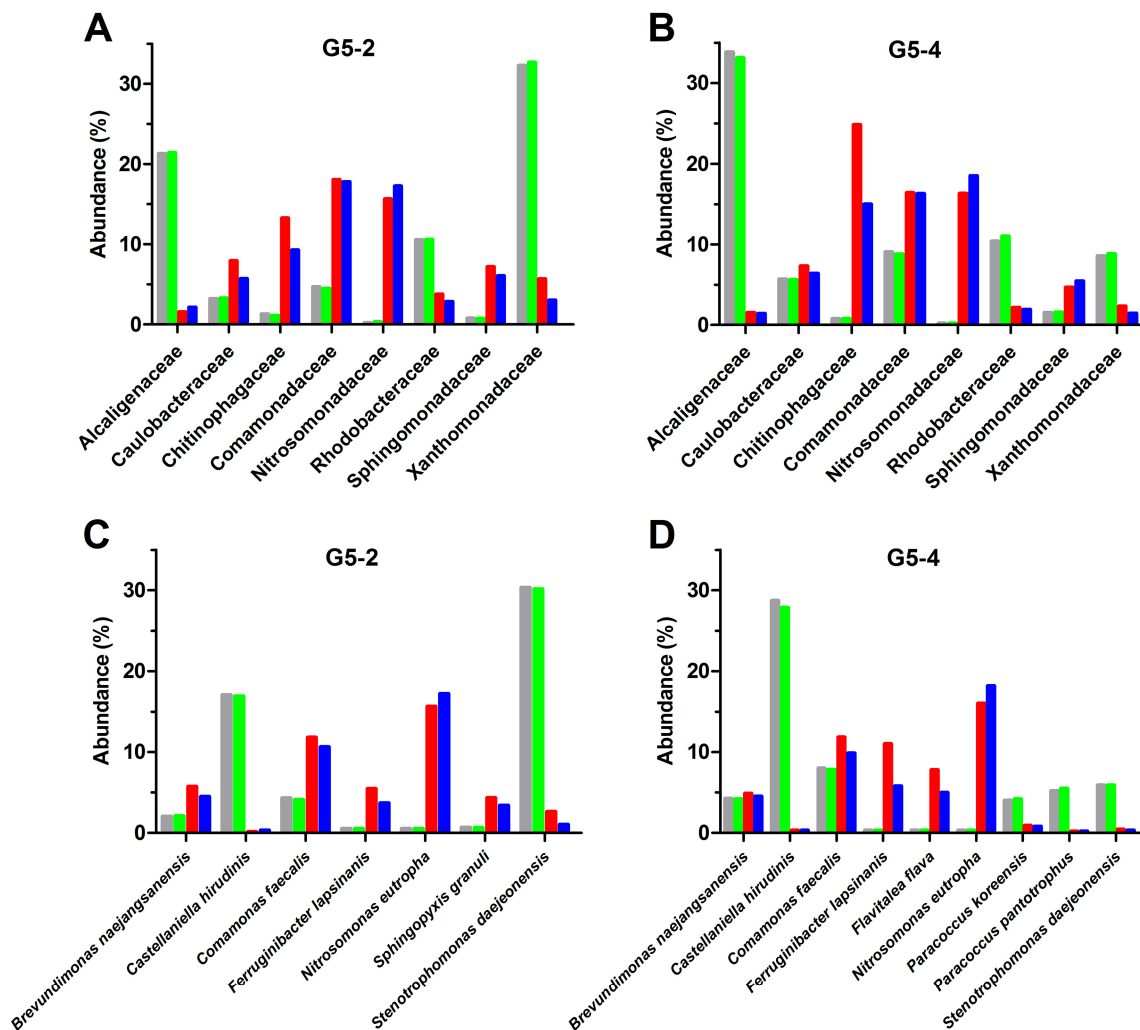 A
G5-2
Abundance (%)
30
20
10
0
Alcaligenaceae
Caulobacteraceae
Chitinophagaceae
Comamonadaceae
Nitrosomonadaceae
Rhodobacteraceae
Sphingomonadaceae
Xanthomonadaceae
B
G5-4
Abundance (%)
30
20
10
0
Alcaligenaceae
Caulobacteraceae
Chitinophagaceae
Comamonadaceae
Nitrosomonadaceae
Rhodobacteraceae
Sphingomonadaceae
Xanthomonadaceae
C
G5-2
Abundance (%)
30
20
10
0
Brevundimonas naejangsanensis
Castellaniella hirudinis
Comamonas faecalis
Ferruginibacter lapsinanis
Nitrosomonas eutropha
Sphingopyxis granuli
Stenotrophomonas daejeonensis
D
G5-4
Abundance (%)
30
20
10
0
Brevundimonas naejangsanensis
Castellaniella hirudinis
Comamonas faecalis
Ferruginibacter lapsinanis
Flavitalea flava
Nitrosomonas eutropha
Paracoccus koreensis
Paracoccus pantotrophus
Stenotrophomonas daejeonensis